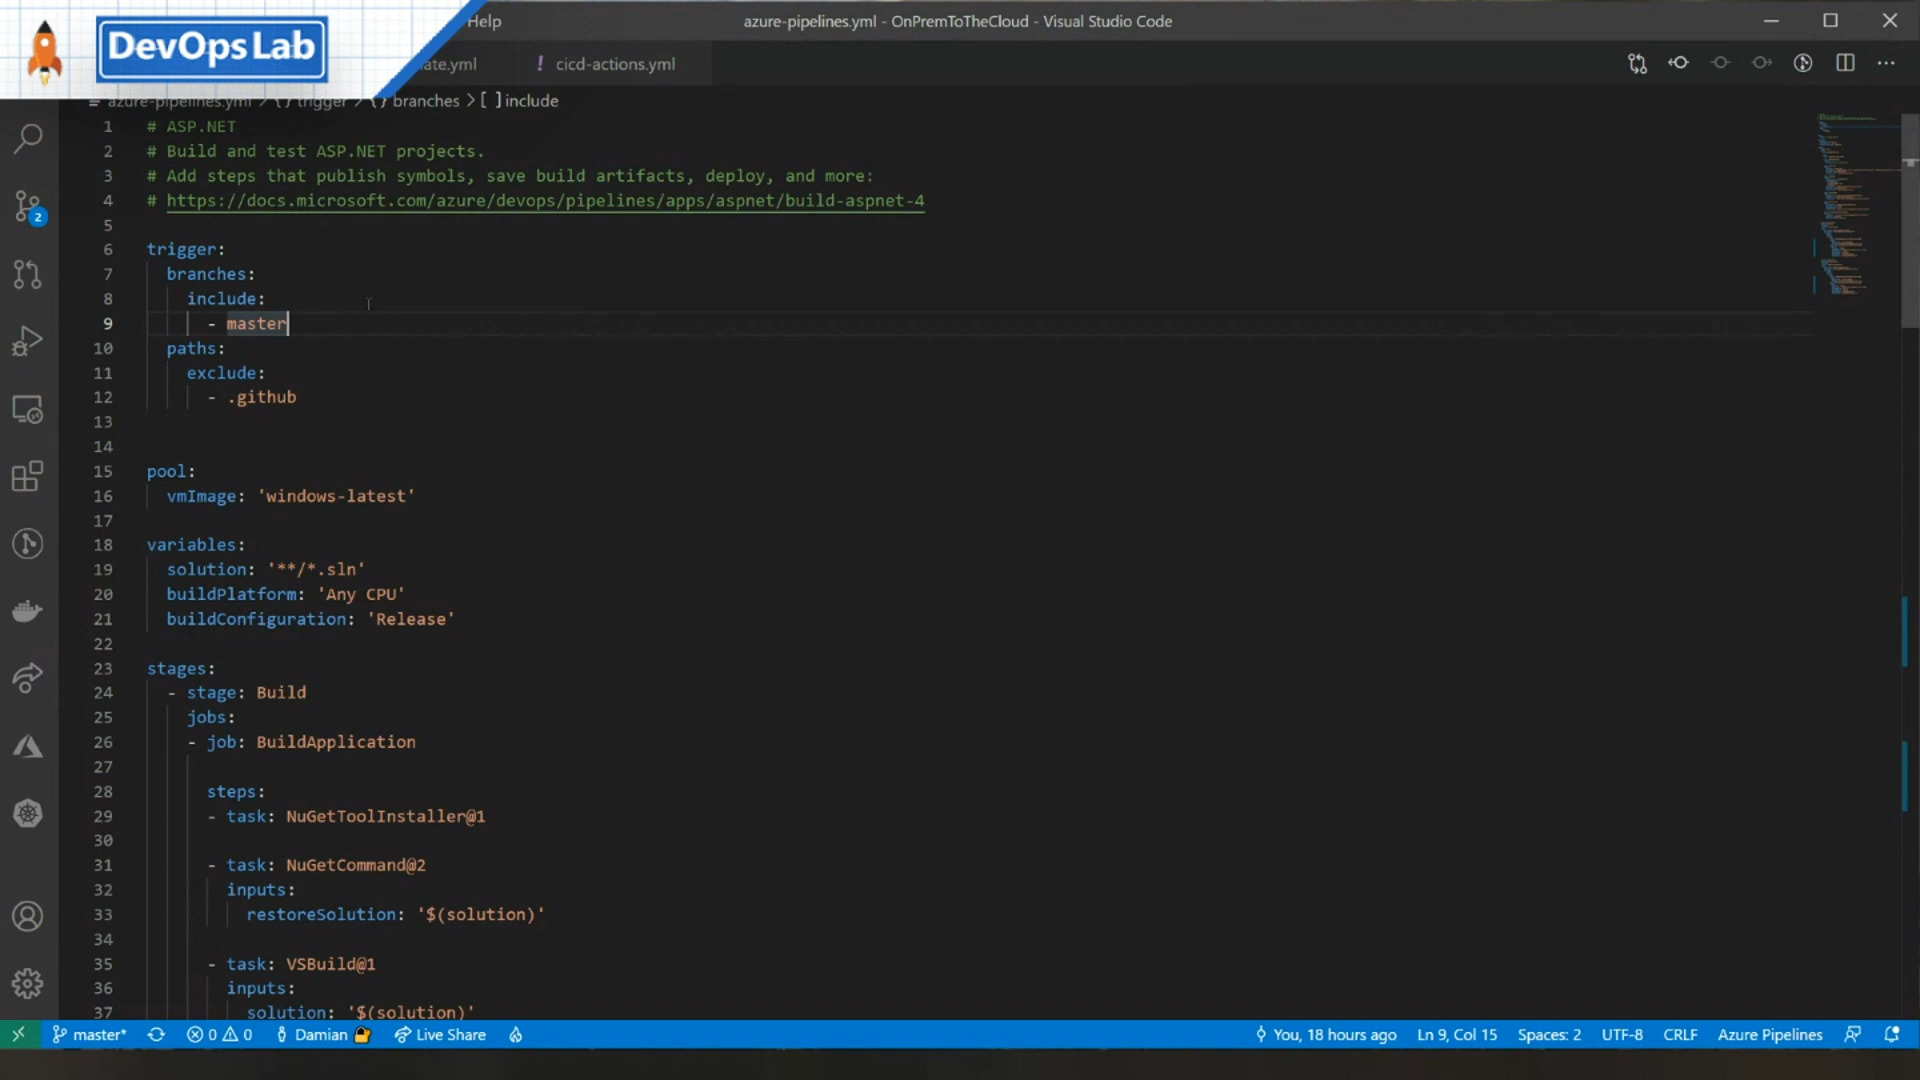 DevOps Lab
Help
azure-pipelines.yml - OnPremToTheCloud - Visual Studio Code
ate.yml
! cicd-actions.yml
azure-pipelines.yml > {} trigger > {} branches > [ ] include
1 # ASP.NET
2 # Build and test ASP.NET projects.
3 # Add steps that publish symbols, save build artifacts, deploy, and more:
4 # https://docs.microsoft.com/azure/devops/pipelines/apps/aspnet/build-aspnet-4
5
6 trigger:
7 branches:
8 include:
9 - master
10 paths:
11 exclude:
12 - .github
13
14
15 pool:
16 vmImage: 'windows-latest'
17
18 variables:
19 solution: '**/*.sln'
20 buildPlatform: 'Any CPU'
21 buildConfiguration: 'Release'
22
23 stages:
24 - stage: Build
25 jobs:
26 - job: BuildApplication
27
28 steps:
29 - task: NuGetToolInstaller@1
30
31 - task: NuGetCommand@2
32 inputs:
33 restoreSolution: '$(solution)'
34
35 - task: VSBuild@1
36 inputs:
37 solution: '$(solution)'
2
master* 0 0 Damian Live Share You, 18 hours ago Ln 9, Col 15 Spaces: 2 UTF-8 CRLF Azure Pipelines